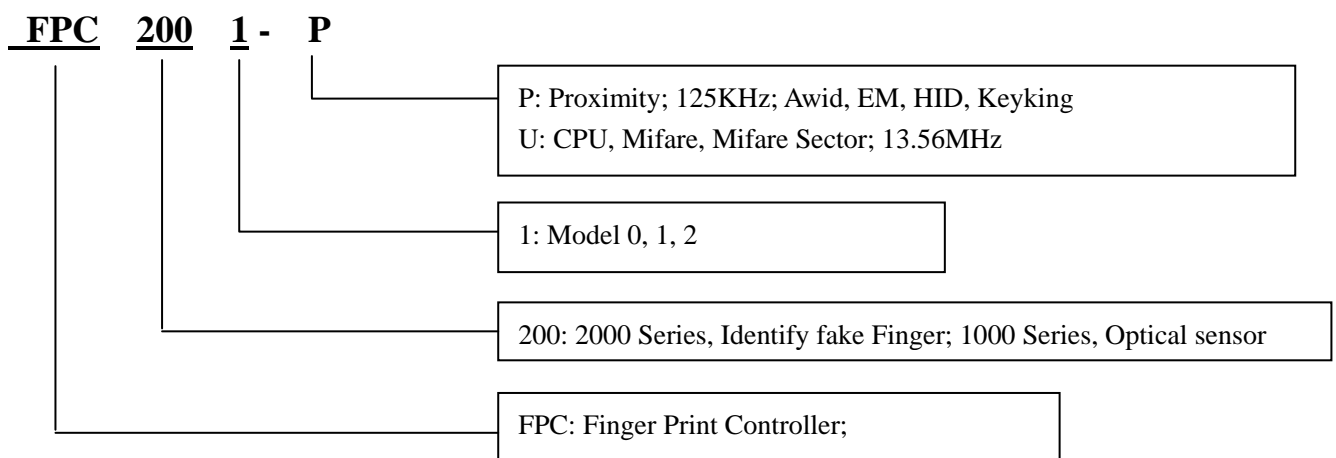 FPC 200 1 - P
P: Proximity; 125KHz; Awid, EM, HID, Keyking
U: CPU, Mifare, Mifare Sector; 13.56MHz
1: Model 0, 1, 2
200: 2000 Series, Identify fake Finger; 1000 Series, Optical sensor
FPC: Finger Print Controller;